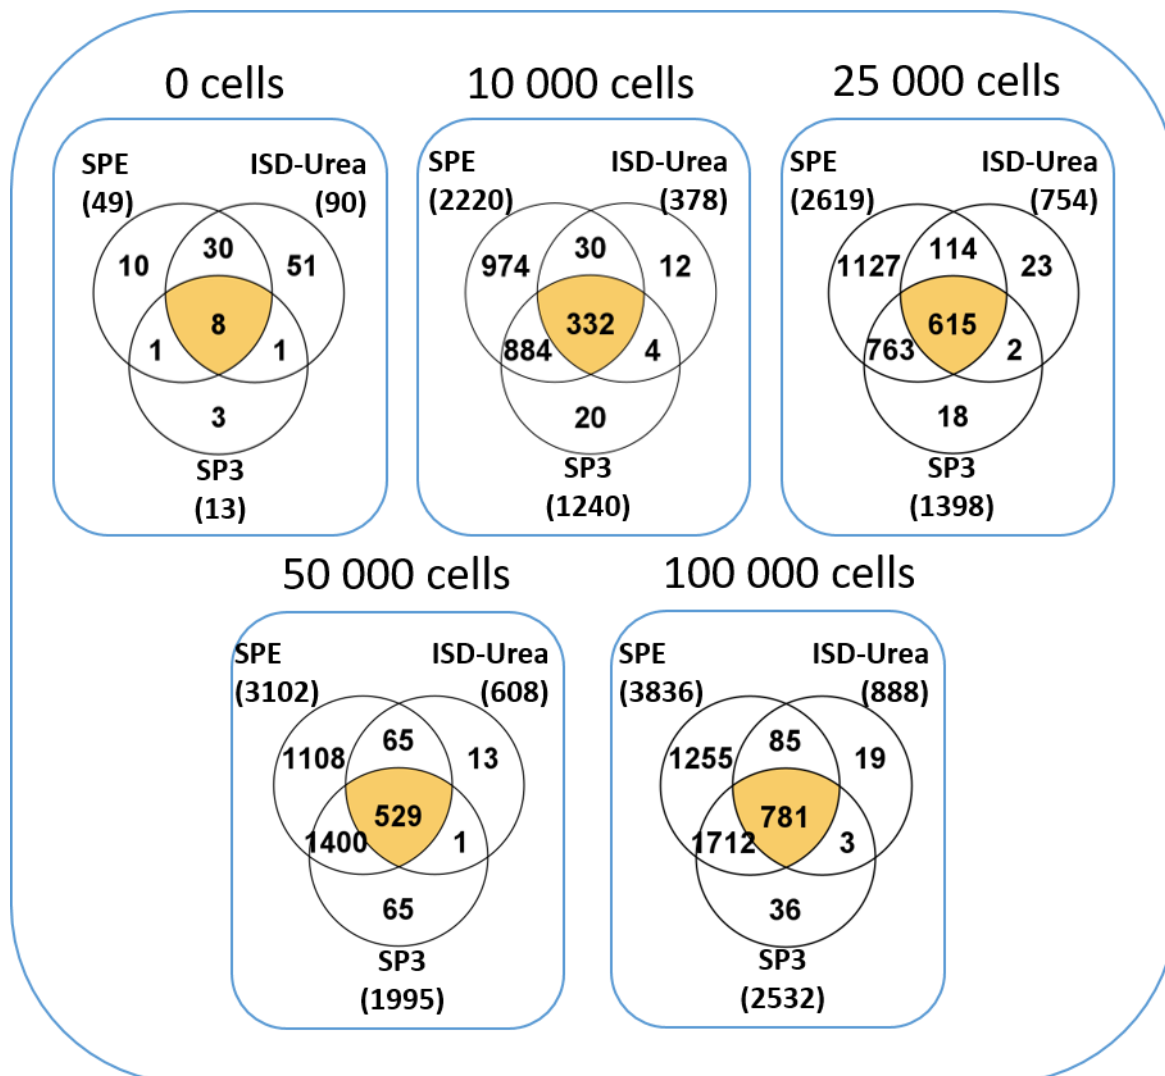 0 cells
10 000 cells
25 000 cells
SPE
ISD-Urea
(49)
(90)
30
10
51
8
1
1
3
SP3
(13)
SPE
ISD-Urea
(2220)
(378)
30
974
12
332
884
4
20
SP3
(1240)
SPE
ISD-Urea
(2619)
(754)
114
1127
23
615
763
2
18
SP3
(1398)
50 000 cells
100 000 cells
SPE
ISD-Urea
(3102)
(608)
65
1108
13
529
1400
1
65
SP3
(1995)
SPE
ISD-Urea
(3836)
(888)
85
1255
19
781
1712
3
36
SP3
(2532)